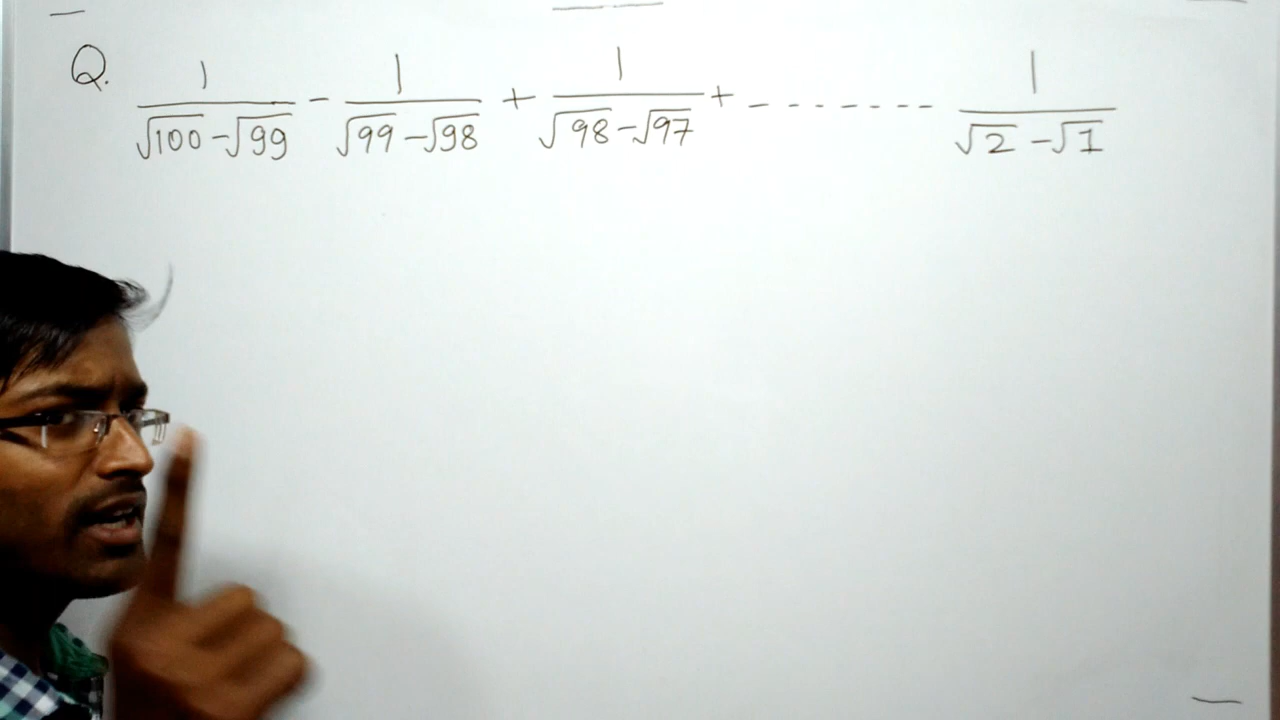 Q. 1/(√100-√99) - 1/(√99-√98) + 1/(√98-√97) + -------- 1/(√2-√1)